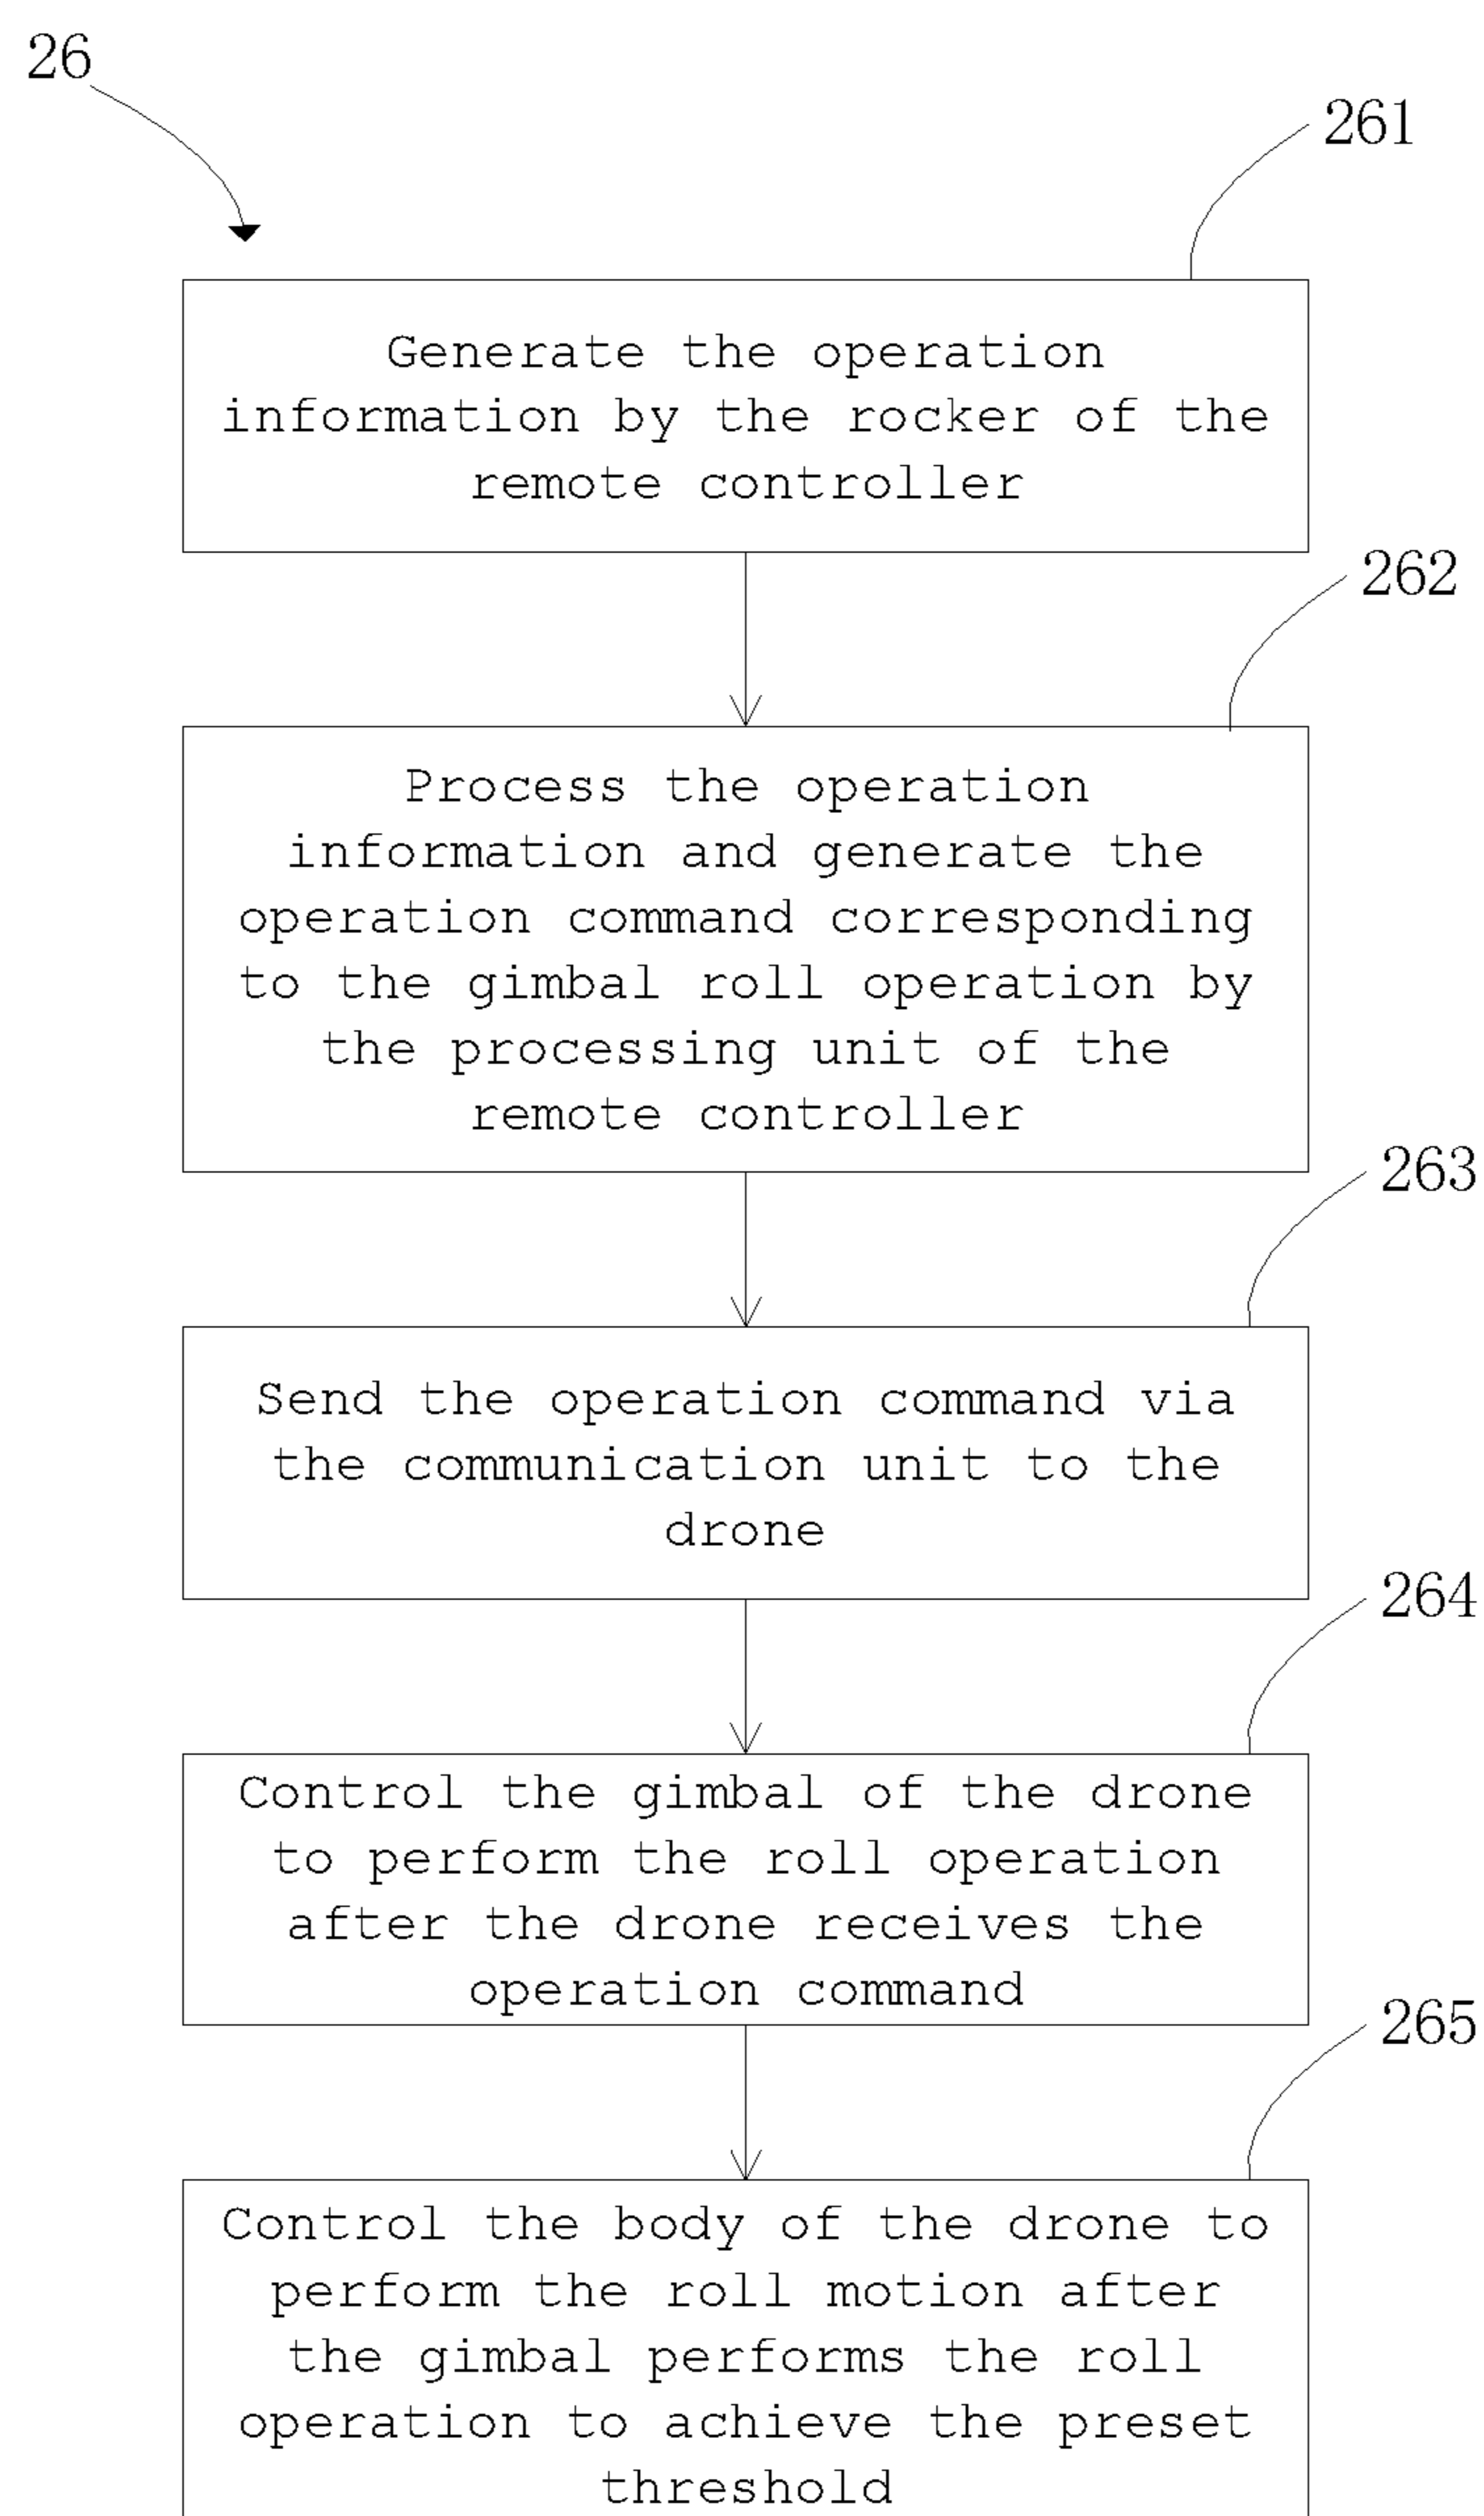 26
261
Generate the operation
information by the rocker of the
remote controller
262
Process the operation
information and generate the
operation command corresponding
to the gimbal roll operation by
the processing unit of the
remote controller
263
Send the operation command via
the communication unit to the
drone
264
Control the gimbal of the drone
to perform the roll operation
after the drone receives the
operation command
265
Control the body of the drone to
perform the roll motion after
the gimbal performs the roll
operation to achieve the preset
threshold